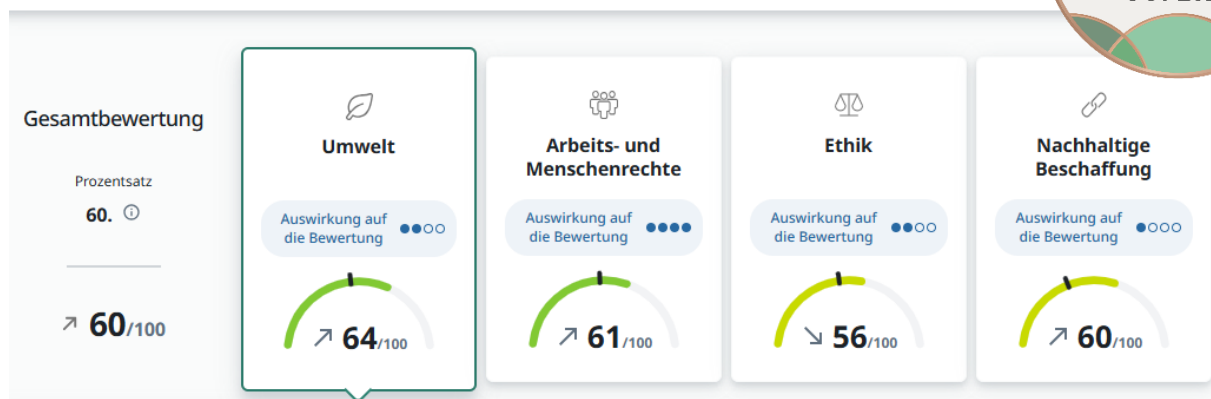 Gesamtbewertung
Prozentsatz
60.
60/100
Umwelt
Auswirkung auf
die Bewertung
64/100
Arbeits- und
Menschenrechte
Auswirkung auf
die Bewertung
61/100
Ethik
Auswirkung auf
die Bewertung
56/100
Nachhaltige
Beschaffung
Auswirkung auf
die Bewertung
60/100